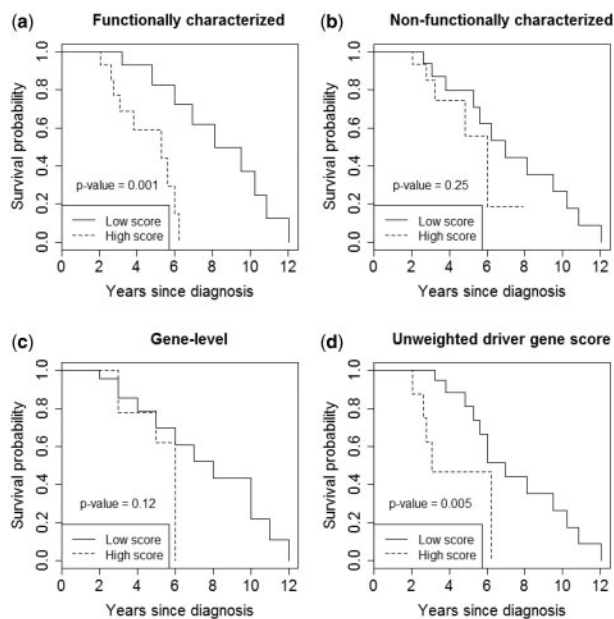 (a) Functionally characterized
Survival probability
0.0 0.2 0.4 0.6 0.8 1.0
p-value = 0.001
Low score
High score
0 2 4 6 8 10 12
Years since diagnosis
(b) Non-functionally characterized
Survival probability
0.0 0.2 0.4 0.6 0.8 1.0
p-value = 0.25
Low score
High score
0 2 4 6 8 10 12
Years since diagnosis
(c) Gene-level
Survival probability
0.0 0.2 0.4 0.6 0.8 1.0
p-value = 0.12
Low score
High score
0 2 4 6 8 10 12
Years since diagnosis
(d) Unweighted driver gene score
Survival probability
0.0 0.2 0.4 0.6 0.8 1.0
p-value = 0.005
Low score
High score
0 2 4 6 8 10 12
Years since diagnosis